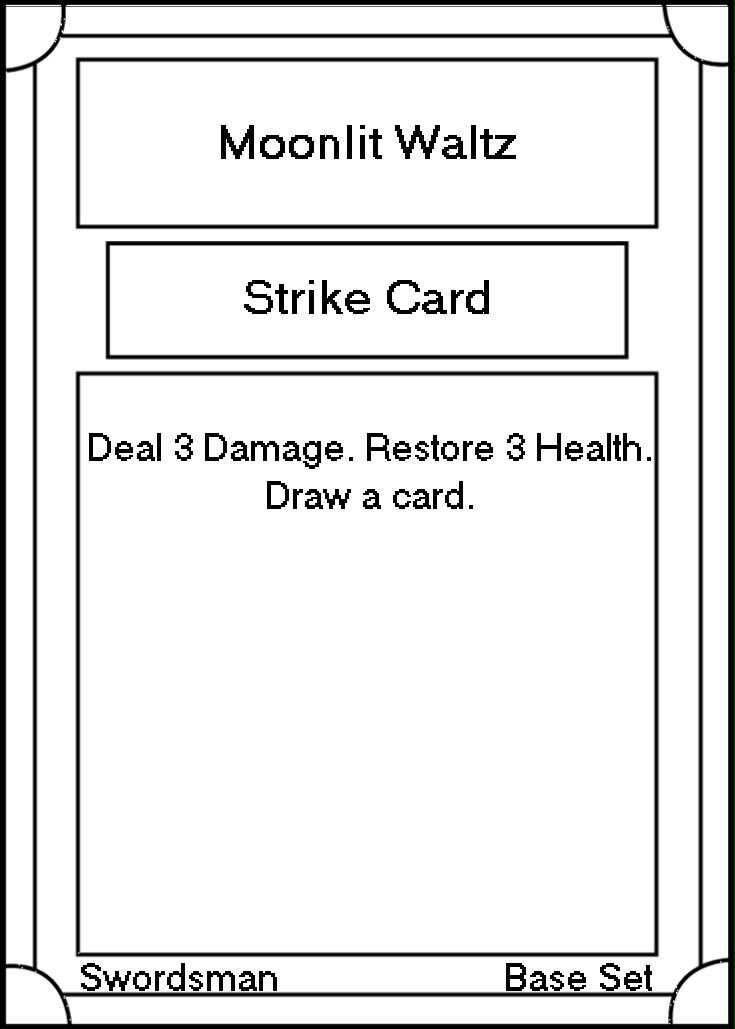 Moonlit Waltz
Strike Card
Deal 3 Damage. Restore 3 Health.
Draw a card.
Swordsman
Base Set